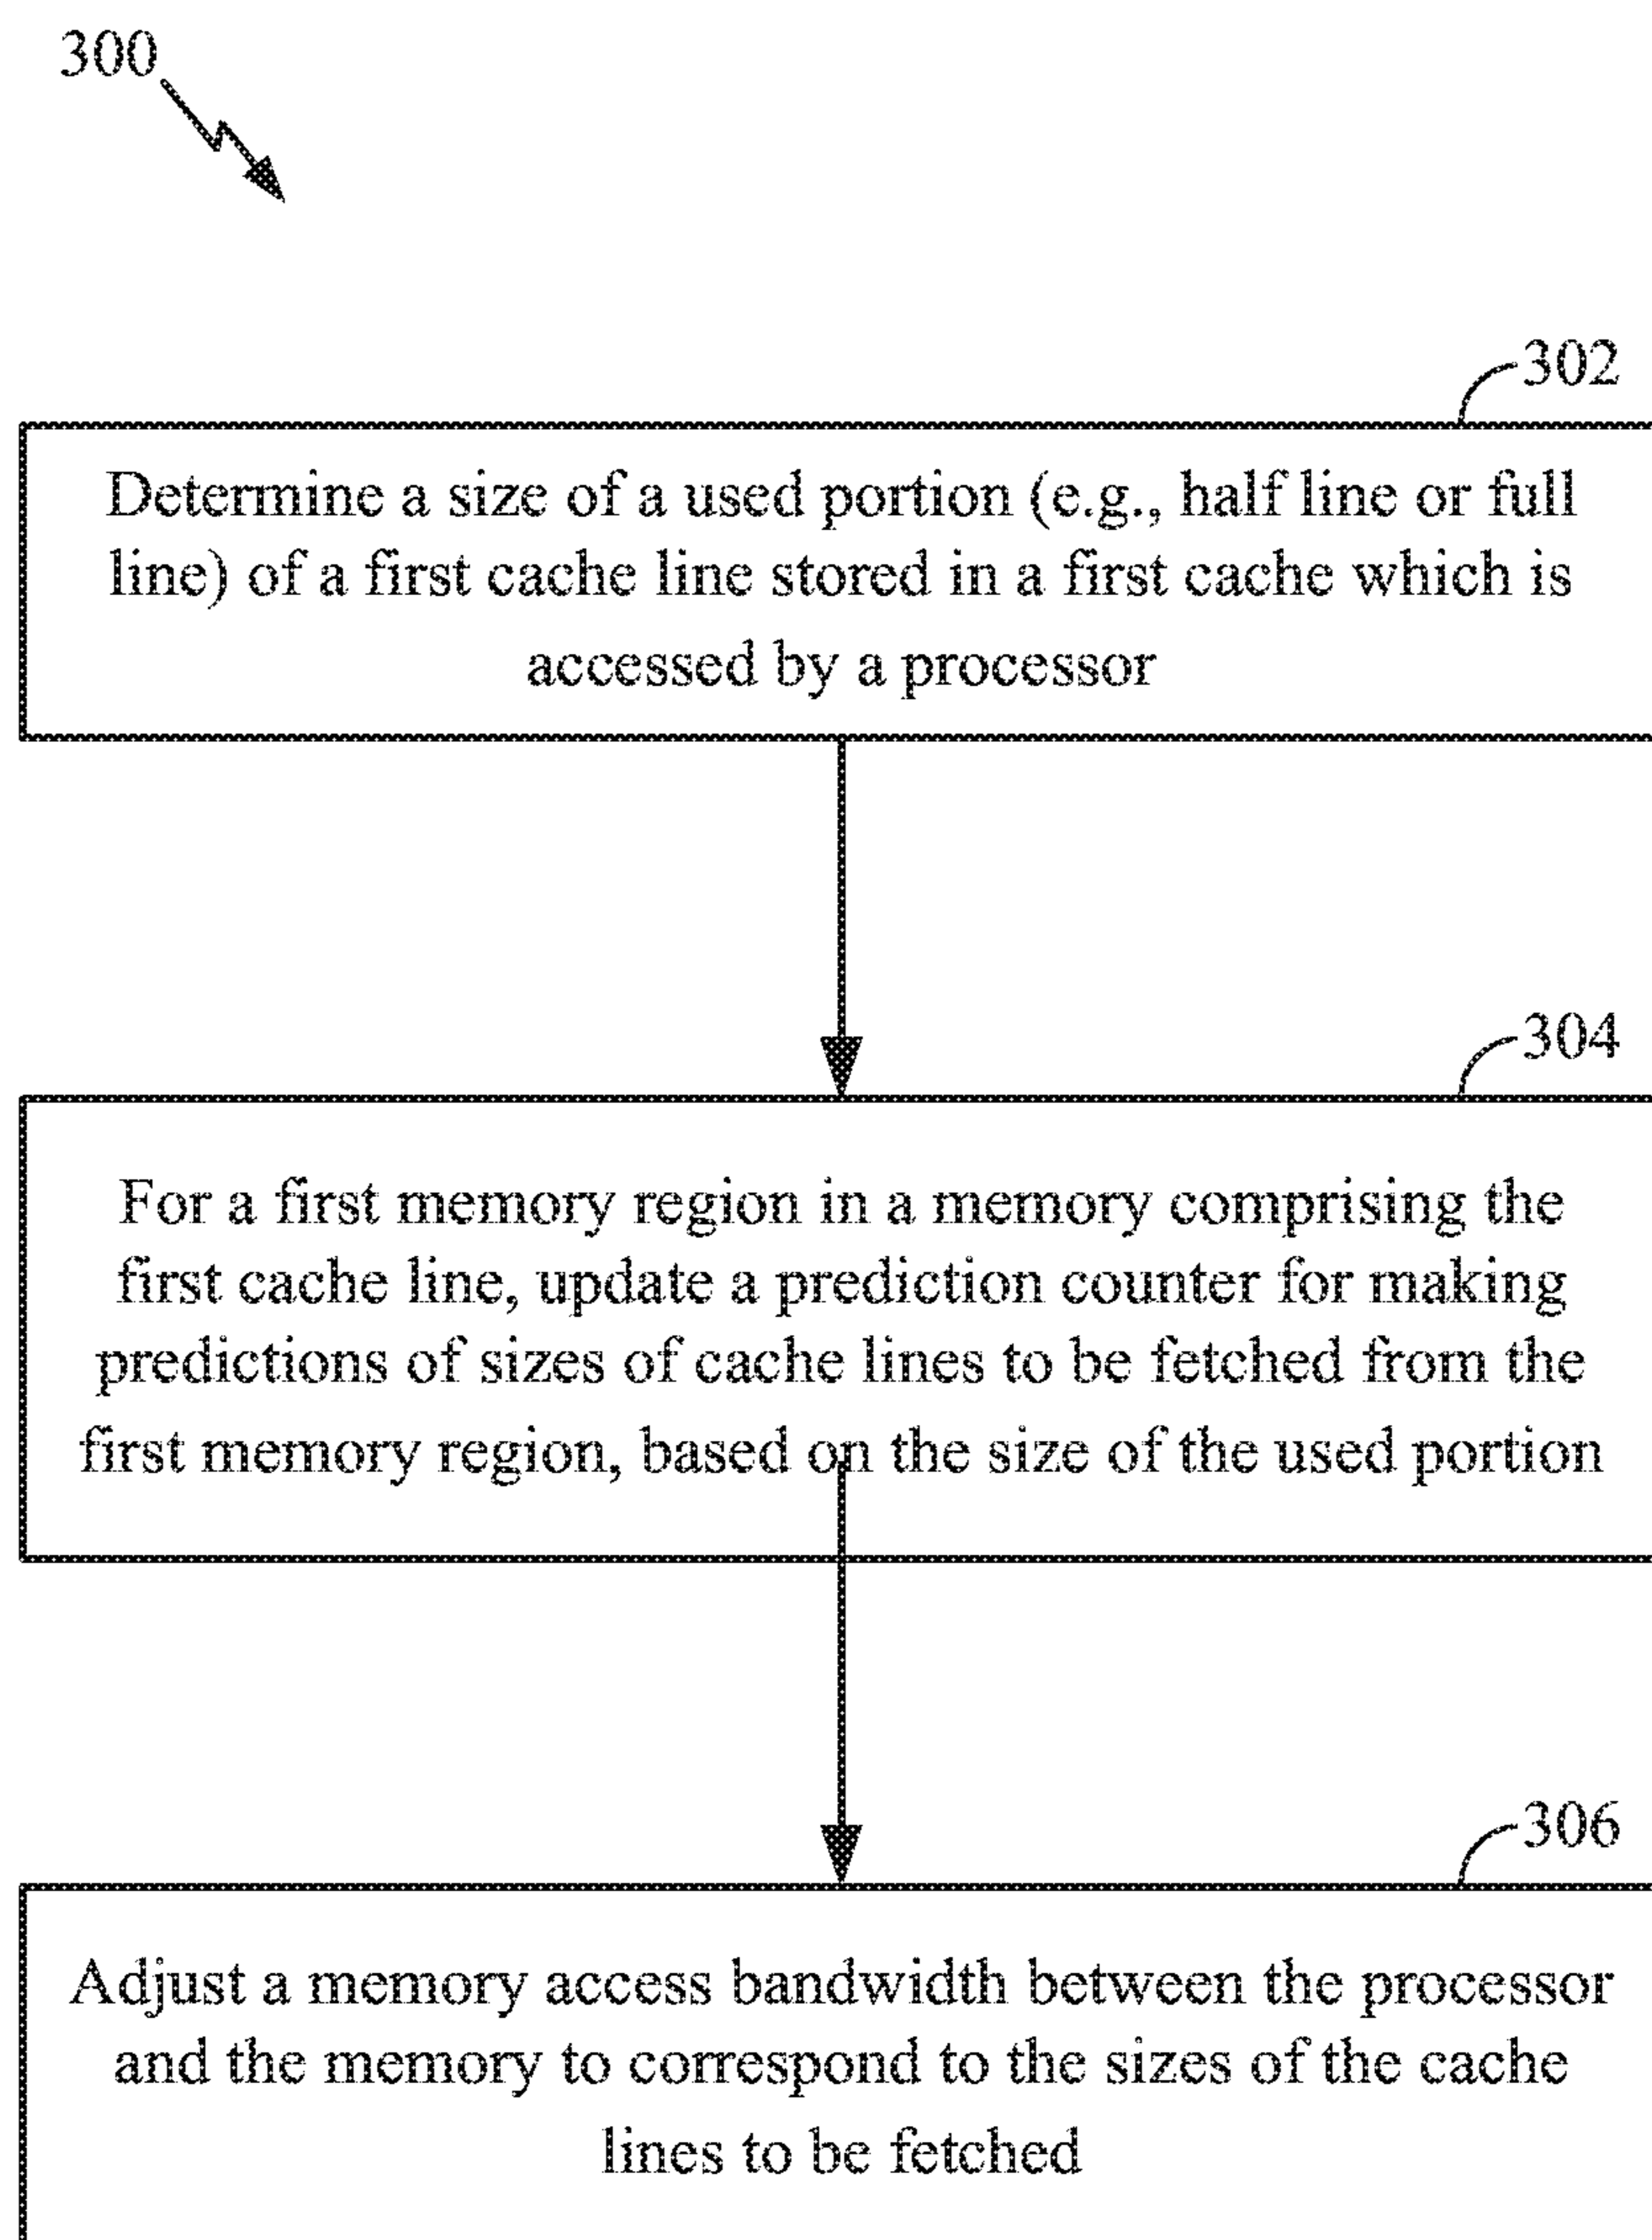 300
302
Determine a size of a used portion (e.g., half line or full
line) of a first cache line stored in a first cache which is
accessed by a processor
304
For a first memory region in a memory comprising the
first cache line, update a prediction counter for making
predictions of sizes of cache lines to be fetched from the
first memory region, based on the size of the used portion
306
Adjust a memory access bandwidth between the processor
and the memory to correspond to the sizes of the cache
lines to be fetched